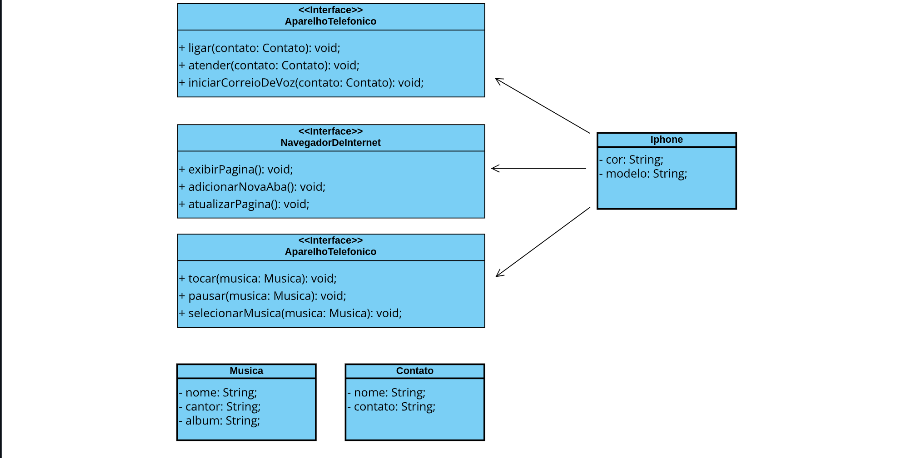 <<Interface>>
AparelhoTelefonico
+ ligar(contato: Contato): void;
+ atender(contato: Contato): void;
+ iniciarCorreioDeVoz(contato: Contato): void;
<<Interface>>
NavegadorDeInternet
+ exibirPagina(): void;
+ adicionarNovaAba(): void;
+ atualizarPagina(): void;
<<Interface>>
AparelhoTelefonico
+ tocar(musica: Musica): void;
+ pausar(musica: Musica): void;
+ selecionarMusica(musica: Musica): void;
Iphone
- cor: String;
- modelo: String;
Musica
- nome: String;
- cantor: String;
- album: String;
Contato
- nome: String;
- contato: String;